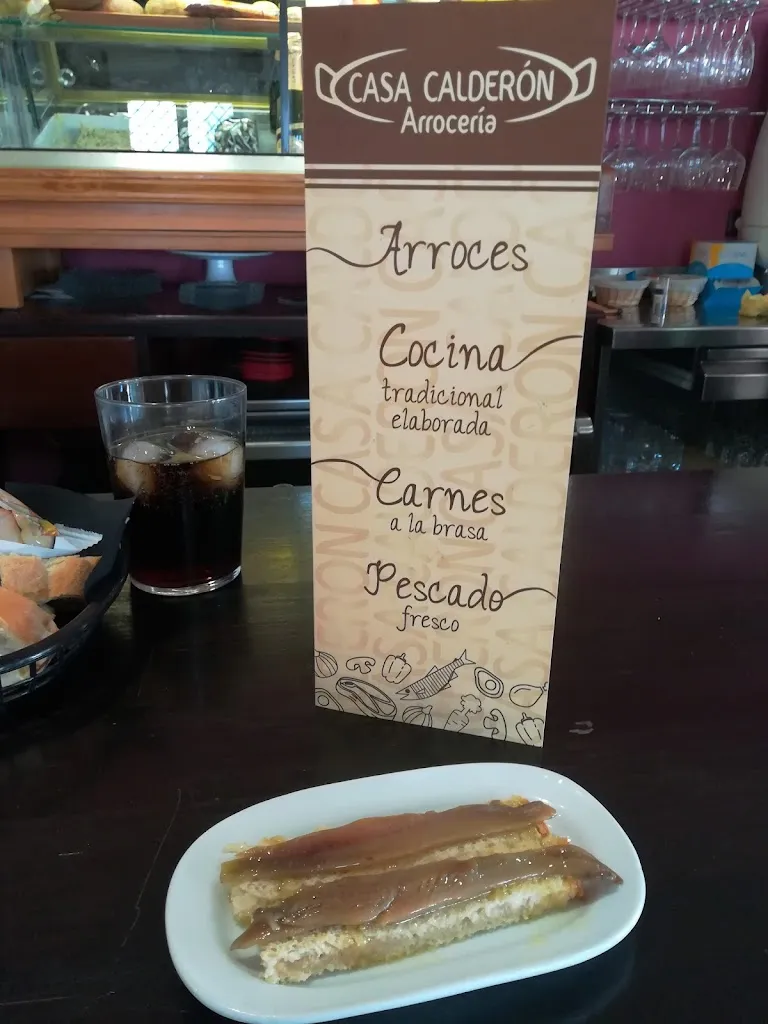 CASA CALDERÓN
Arrocería
Arroces
Cocina
tradicional
elaborada
Carnes
a la brasa
Pescado
fresco